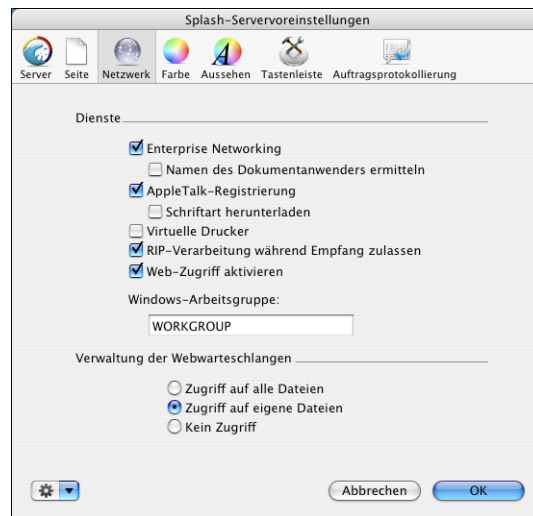 Splash-Servervoreinstellungen
Server Seite Netzwerk Farbe Aussehen Tastenleiste Auftragsprotokollierung
Dienste
Enterprise Networking
Namen des Dokumentanwenders ermitteln
AppleTalk-Registrierung
Schriftart herunterladen
Virtuelle Drucker
RIP-Verarbeitung während Empfang zulassen
Web-Zugriff aktivieren
Windows-Arbeitsgruppe:
WORKGROUP
Verwaltung der Webwarteschlangen
Zugriff auf alle Dateien
Zugriff auf eigene Dateien
Kein Zugriff
Abbrechen OK